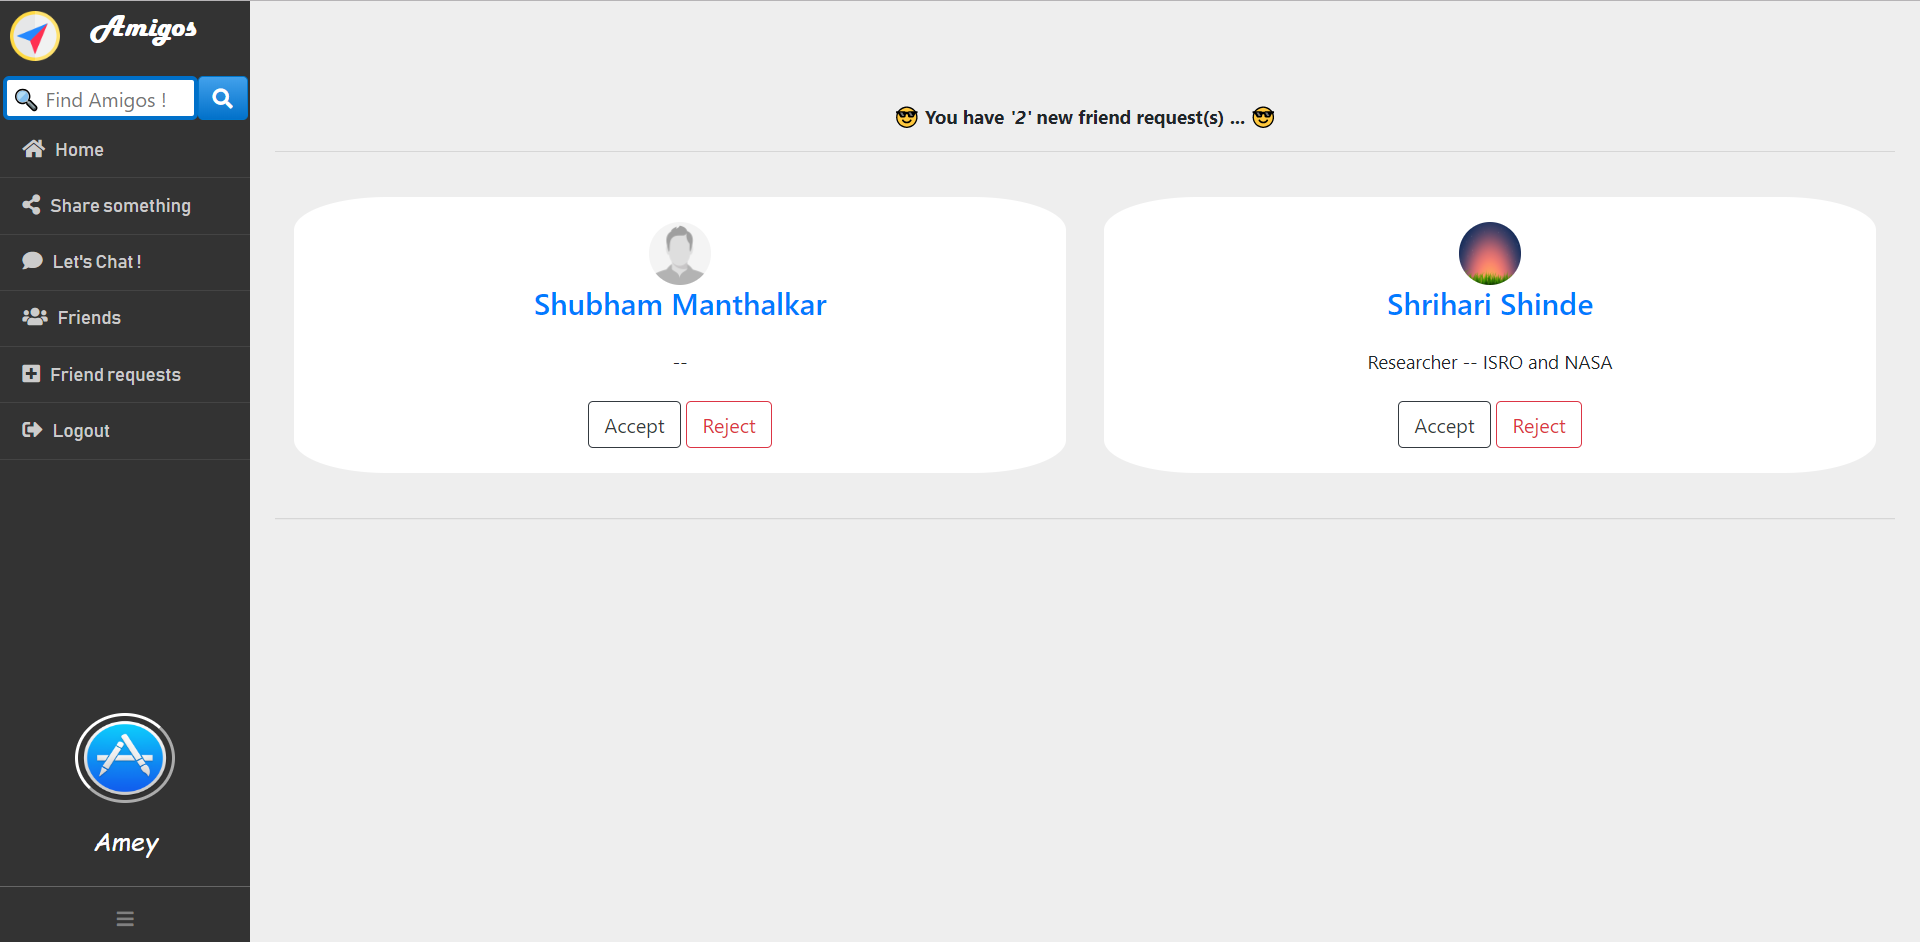 Amigos
🔍 Find Amigos !
Home
Share something
Let's Chat !
Friends
Friend requests
Logout
Amey
😎 You have '2' new friend request(s) ... 😎
Shubham Manthalkar
--
Accept Reject
Shrihari Shinde
Researcher -- ISRO and NASA
Accept Reject